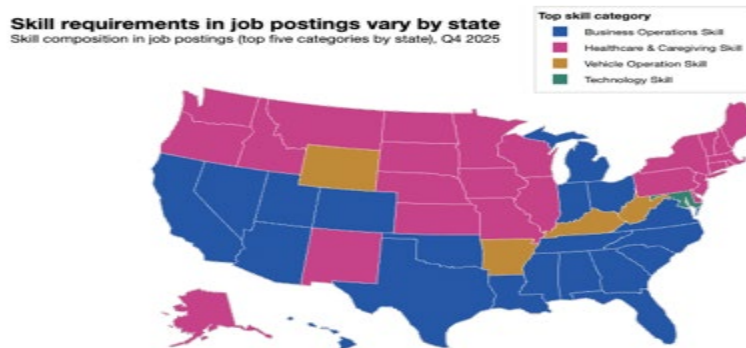 Skill requirements in job postings vary by state
Skill composition in job postings (top five categories by state), Q4 2025
Top skill category
Business Operations Skill
Healthcare & Caregiving Skill
Vehicle Operation Skill
Technology Skill